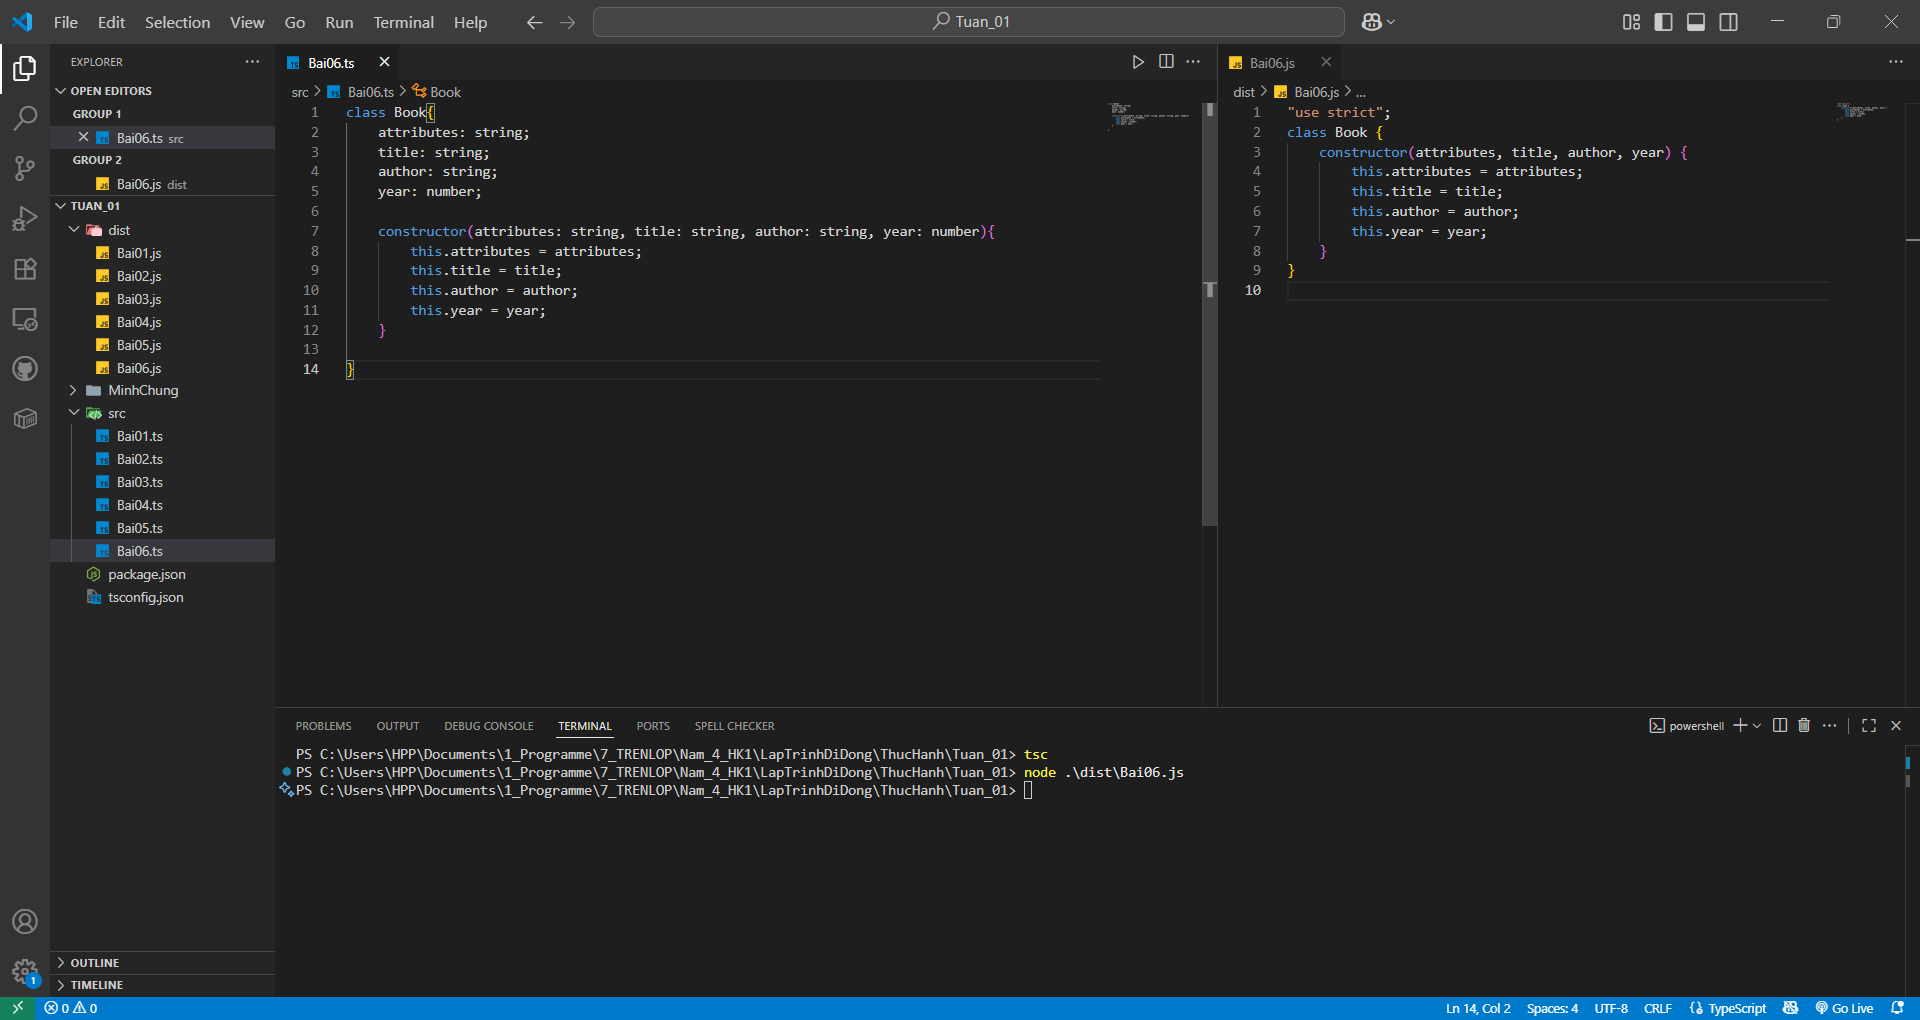 File Edit Selection View Go Run Terminal Help
Tuan_01
EXPLORER
OPEN EDITORS
GROUP 1
Bai06.ts src
GROUP 2
Bai06.js dist
TUAN_01
dist
Bai01.js
Bai02.js
Bai03.js
Bai04.js
Bai05.js
Bai06.js
MinhChung
src
Bai01.ts
Bai02.ts
Bai03.ts
Bai04.ts
Bai05.ts
Bai06.ts
package.json
tsconfig.json
OUTLINE
TIMELINE
Bai06.ts
src > Bai06.ts > Book
1 class Book{
2 attributes: string;
3 title: string;
4 author: string;
5 year: number;
6
7 constructor(attributes: string, title: string, author: string, year: number){
8 this.attributes = attributes;
9 this.title = title;
10 this.author = author;
11 this.year = year;
12 }
13
14 }
Bai06.js
dist > Bai06.js > ...
1 "use strict";
2 class Book {
3 constructor(attributes, title, author, year) {
4 this.attributes = attributes;
5 this.title = title;
6 this.author = author;
7 this.year = year;
8 }
9 }
10
PROBLEMS OUTPUT DEBUG CONSOLE TERMINAL PORTS SPELL CHECKER
powershell
PS C:\Users\HPP\Documents\1_Programme\7_TRENLOP\Nam_4_HK1\LapTrinhDiDong\ThucHanh\Tuan_01> tsc
PS C:\Users\HPP\Documents\1_Programme\7_TRENLOP\Nam_4_HK1\LapTrinhDiDong\ThucHanh\Tuan_01> node .\dist\Bai06.js
PS C:\Users\HPP\Documents\1_Programme\7_TRENLOP\Nam_4_HK1\LapTrinhDiDong\ThucHanh\Tuan_01>
1
0 0
Ln 14, Col 2 Spaces: 4 UTF-8 CRLF {} TypeScript Go Live